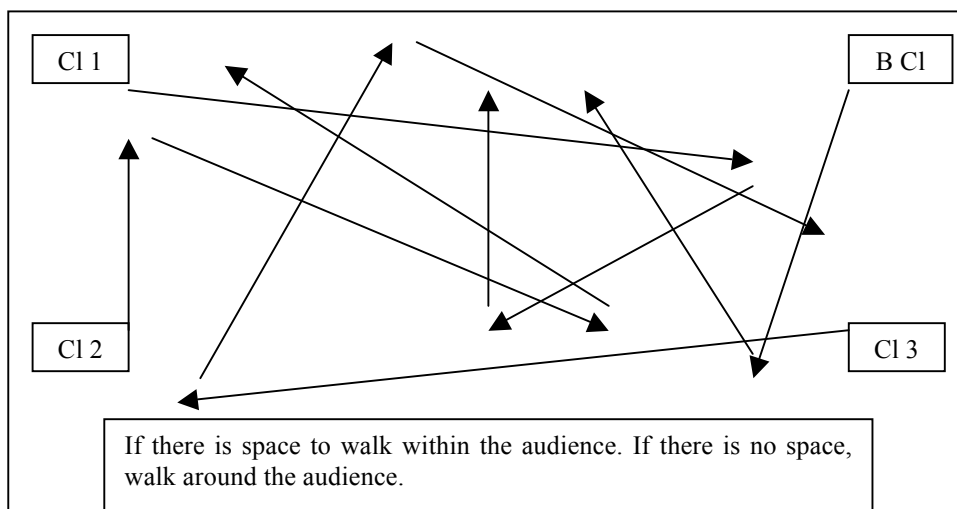 Cl 1
B Cl
Cl 2
Cl 3
If there is space to walk within the audience. If there is no space,
walk around the audience.